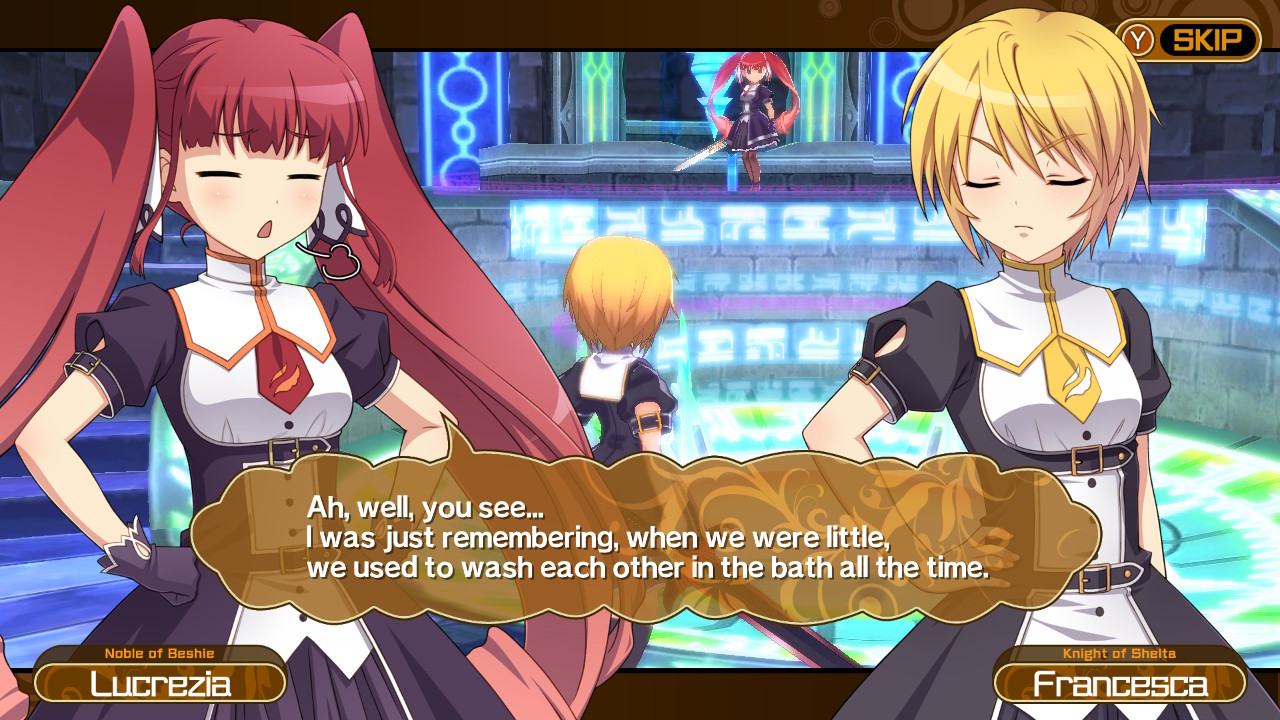 Y SKIP
Ah, well, you see...
I was just remembering, when we were little,
we used to wash each other in the bath all the time.
Noble of Beshie
Lucrezia
Knight of Shelta
Francesca